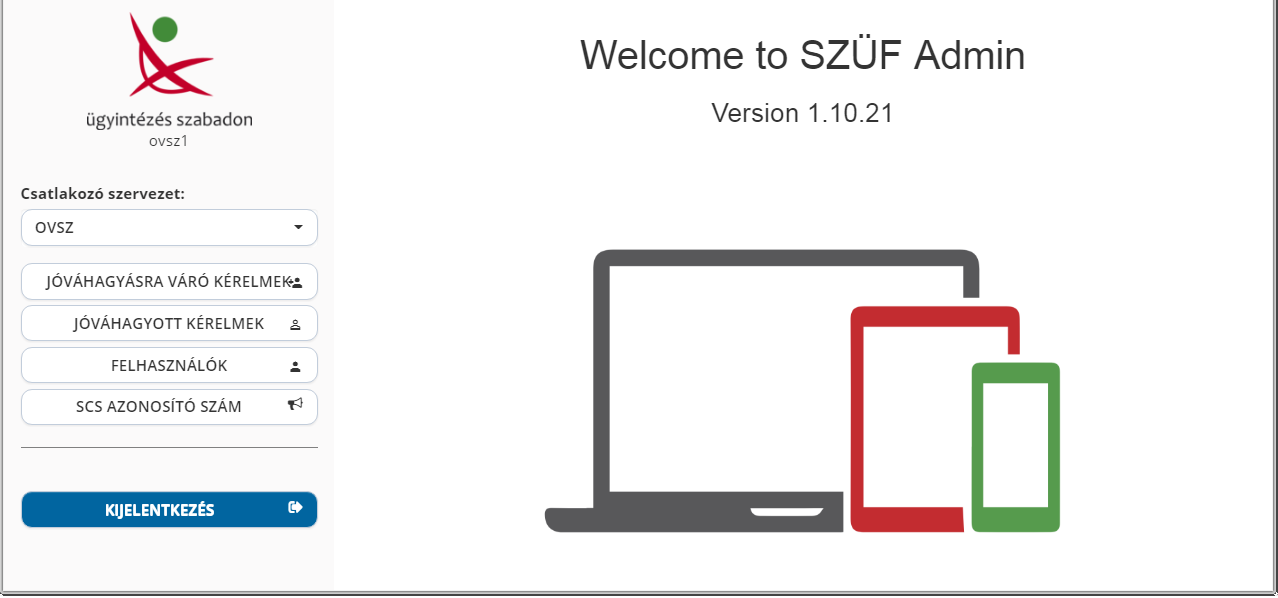 ügyintézés szabadon
ovsz1
Csatlakozó szervezet:
OVSZ
JÓVÁHAGYÁSRA VÁRÓ KÉRELMEK
JÓVÁHAGYOTT KÉRELMEK
FELHASZNÁLÓK
SCS AZONOSÍTÓ SZÁM
KIJELENTKEZÉS
Welcome to SZÜF Admin
Version 1.10.21